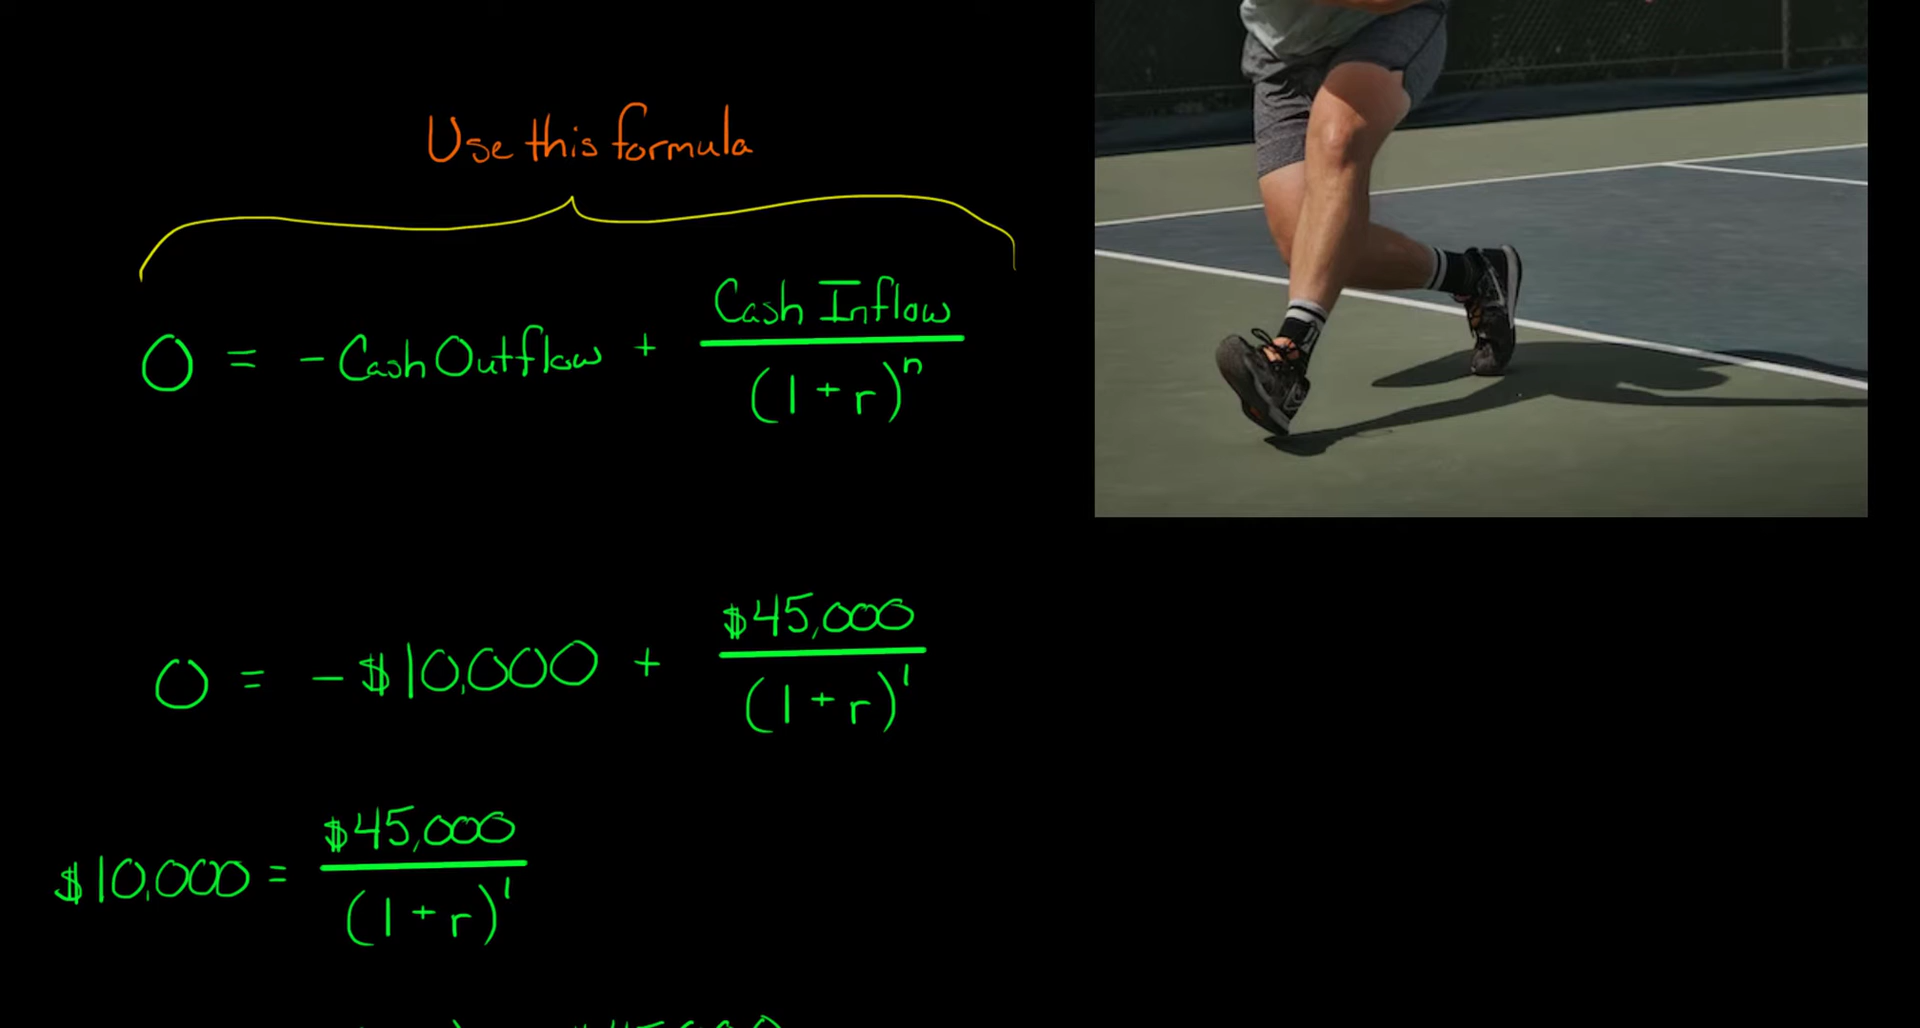 Use this formula
0 = - Cash Outflow + Cash Inflow / (1 + r)^n
0 = - $10,000 + $45,000 / (1 + r)^1
$10,000 = $45,000 / (1 + r)^1